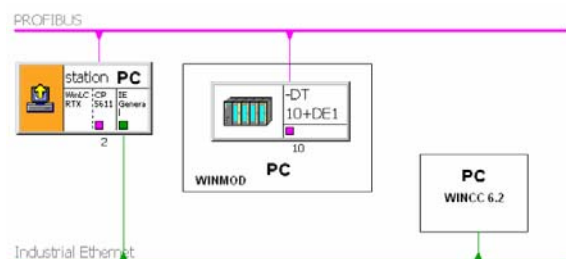 PROFIBUS
station PC
WinLC RTX
CP 5611
IE Genera l
2
-DT
10+DE1
10
PC
WINMOD
PC
WINCC 6.2
Industrial Ethernet